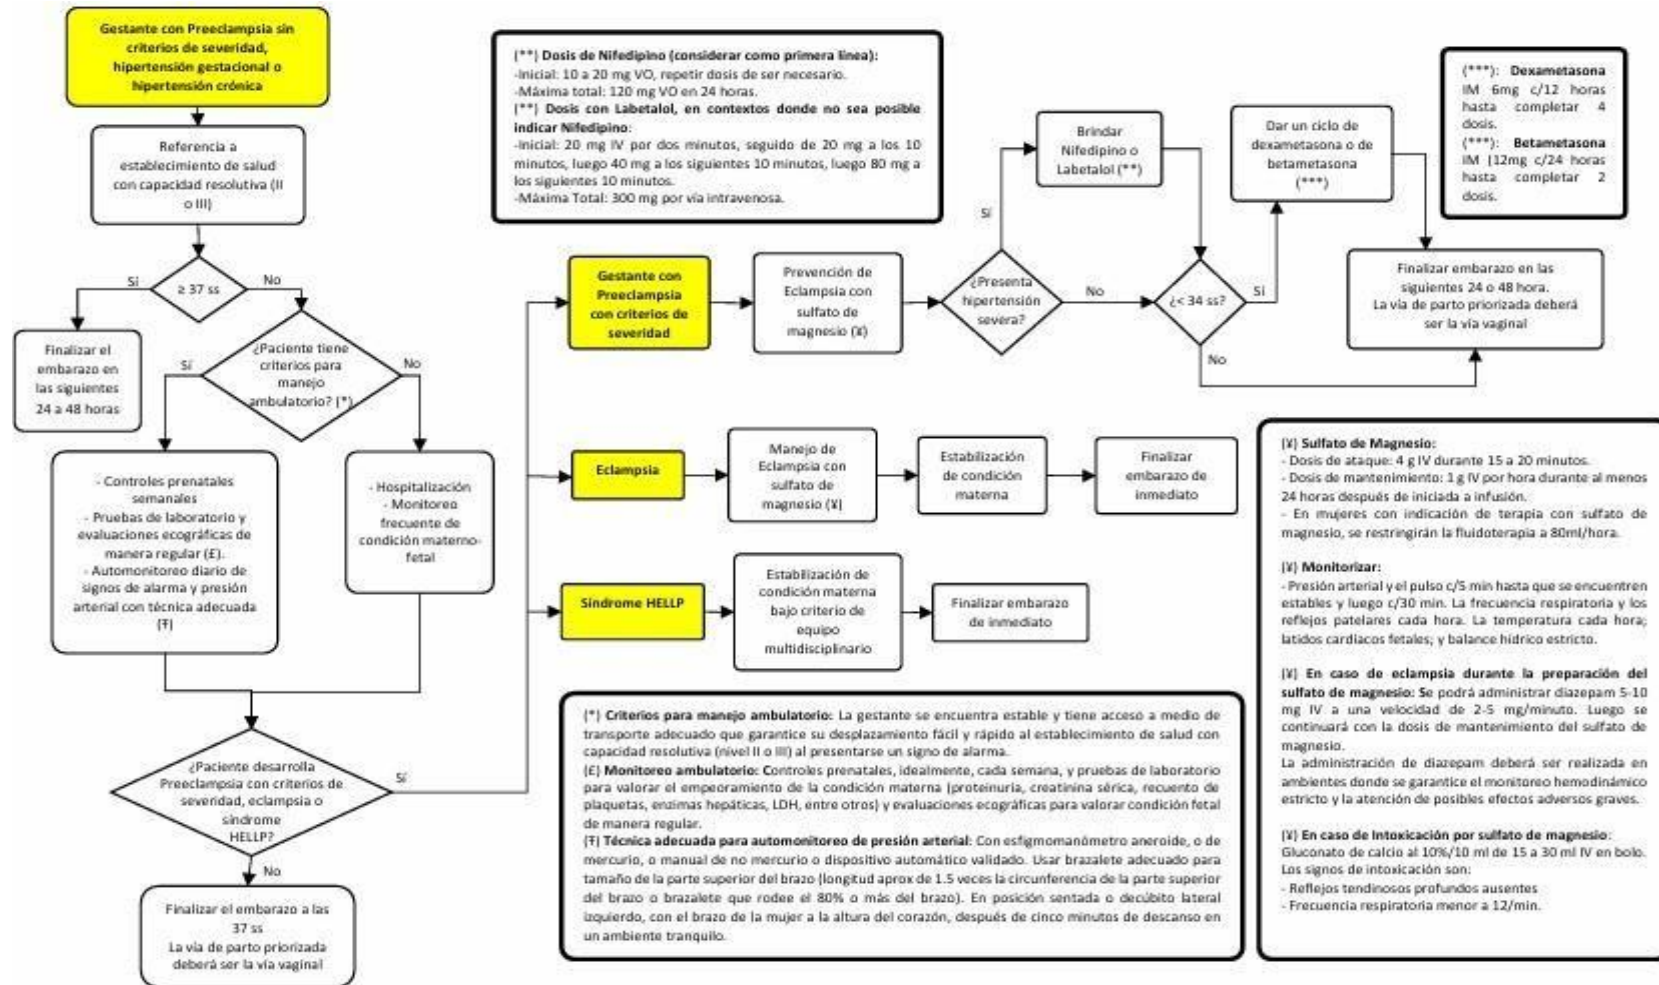 Gestante con Preeclampsia sin
criterios de severidad,
hipertensión gestacional o
hipertensión crónica
Referencia a
establecimiento de salud
con capacidad resolutiva (II
o III)
≥ 37 ss
Sí
No
Finalizar el
embarazo en
las siguientes
24 a 48 horas
¿Paciente tiene
criterios para
manejo
ambulatorio? (*)
Sí
No
- Controles prenatales
semanales
- Pruebas de laboratorio y
evaluaciones ecográficas de
manera regular (£).
- Automonitoreo diario de
signos de alarma y presión
arterial con técnica adecuada
(Ŧ)
- Hospitalización
- Monitoreo
frecuente de
condición materno-
fetal
¿Paciente desarrolla
Preeclampsia con criterios de
severidad, eclampsia o
síndrome
HELLP?
Sí
No
Finalizar el embarazo a las
37 ss
La vía de parto priorizada
deberá ser la vía vaginal
(**) Dosis de Nifedipino (considerar como primera línea):
-Inicial: 10 a 20 mg VO, repetir dosis de ser necesario.
-Máxima total: 120 mg VO en 24 horas.
(**) Dosis con Labetalol, en contextos donde no sea posible
indicar Nifedipino:
-Inicial: 20 mg IV por dos minutos, seguido de 20 mg a los 10
minutos, luego 40 mg a los siguientes 10 minutos, luego 80 mg a
los siguientes 10 minutos.
-Máxima Total: 300 mg por vía intravenosa.
Gestante con
Preeclampsia
con criterios de
severidad
Prevención de
Eclampsia con
sulfato de
magnesio (¥)
¿Presenta
hipertensión
severa?
Sí
No
Brindar
Nifedipino o
Labetalol (**)
¿< 34 ss?
Sí
No
Dar un ciclo de
dexametasona o de
betametasona
(***)
(***): Dexametasona
IM 6mg c/12 horas
hasta completar 4
dosis.
(***): Betametasona
IM (12mg c/24 horas
hasta completar 2
dosis.
Finalizar embarazo en las
siguientes 24 o 48 hora.
La vía de parto priorizada deberá
ser la vía vaginal
Eclampsia
Manejo de
Eclampsia con
sulfato de
magnesio (¥)
Estabilización
de condición
materna
Finalizar
embarazo de
inmediato
Síndrome HELLP
Estabilización de
condición materna
bajo criterio de
equipo
multidisciplinario
Finalizar embarazo
de inmediato
(*) Criterios para manejo ambulatorio: La gestante se encuentra estable y tiene acceso a medio de
transporte adecuado que garantice su desplazamiento fácil y rápido al establecimiento de salud con
capacidad resolutiva (nivel II o III) al presentarse un signo de alarma.
(£) Monitoreo ambulatorio: Controles prenatales, idealmente, cada semana, y pruebas de laboratorio
para valorar el empeoramiento de la condición materna (proteinuria, creatinina sérica, recuento de
plaquetas, enzimas hepáticas, LDH, entre otros) y evaluaciones ecográficas para valorar condición fetal
de manera regular.
(Ŧ) Técnica adecuada para automonitoreo de presión arterial: Con esfigmomanómetro aneroide, o de
mercurio, o manual de no mercurio o dispositivo automático validado. Usar brazalete adecuado para
tamaño de la parte superior del brazo (longitud aprox de 1.5 veces la circunferencia de la parte superior
del brazo o brazalete que rodee el 80% o más del brazo). En posición sentada o decúbito lateral
izquierdo, con el brazo de la mujer a la altura del corazón, después de cinco minutos de descanso en
un ambiente tranquilo.
(¥) Sulfato de Magnesio:
- Dosis de ataque: 4 g IV durante 15 a 20 minutos.
- Dosis de mantenimiento: 1 g IV por hora durante al menos
24 horas después de iniciada a infusión.
- En mujeres con indicación de terapia con sulfato de
magnesio, se restringirán la fluidoterapia a 80ml/hora.
(¥) Monitorizar:
- Presión arterial y el pulso c/5 min hasta que se encuentren
estables y luego c/30 min. La frecuencia respiratoria y los
reflejos patelares cada hora. La temperatura cada hora;
latidos cardiacos fetales; y balance hídrico estricto.
(¥) En caso de eclampsia durante la preparación del
sulfato de magnesio: Se podrá administrar diazepam 5-10
mg IV a una velocidad de 2-5 mg/minuto. Luego se
continuará con la dosis de mantenimiento del sulfato de
magnesio.
La administración de diazepam deberá ser realizada en
ambientes donde se garantice el monitoreo hemodinámico
estricto y la atención de posibles efectos adversos graves.
(¥) En caso de Intoxicación por sulfato de magnesio:
Gluconato de calcio al 10%/10 ml de 15 a 30 ml IV en bolo.
Los signos de intoxicación son:
- Reflejos tendinosos profundos ausentes
- Frecuencia respiratoria menor a 12/min.